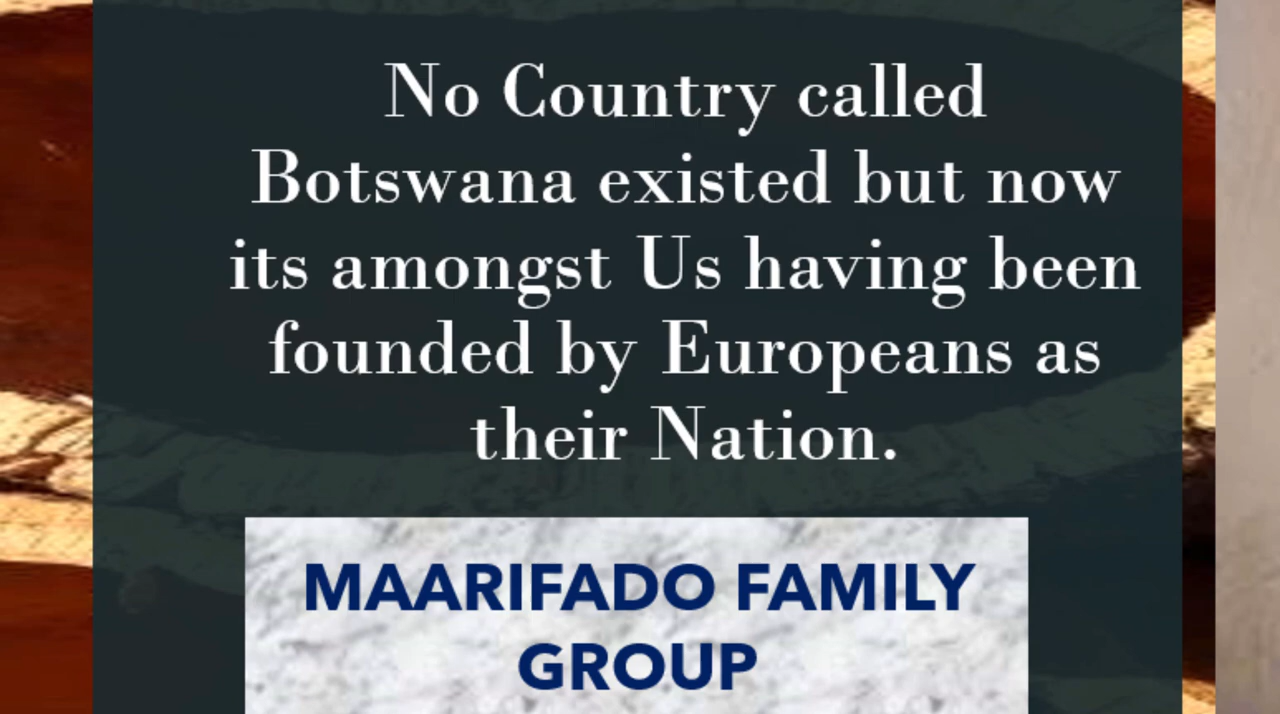 No Country called
Botswana existed but now
its amongst Us having been
founded by Europeans as
their Nation.
MAARIFADO FAMILY
GROUP